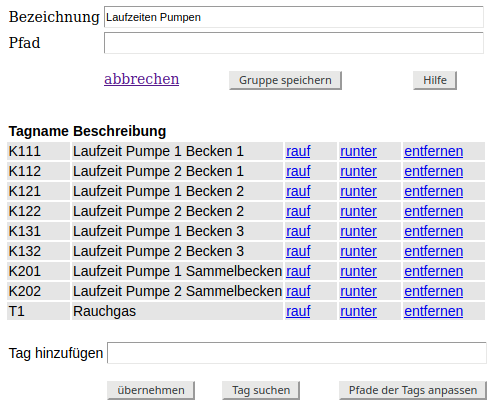 Bezeichnung Laufzeiten Pumpen
Pfad
abbrechen Gruppe speichern Hilfe
Tagname Beschreibung
K111 Laufzeit Pumpe 1 Becken 1 rauf runter entfernen
K112 Laufzeit Pumpe 2 Becken 1 rauf runter entfernen
K121 Laufzeit Pumpe 1 Becken 2 rauf runter entfernen
K122 Laufzeit Pumpe 2 Becken 2 rauf runter entfernen
K131 Laufzeit Pumpe 1 Becken 3 rauf runter entfernen
K132 Laufzeit Pumpe 2 Becken 3 rauf runter entfernen
K201 Laufzeit Pumpe 1 Sammelbecken rauf runter entfernen
K202 Laufzeit Pumpe 2 Sammelbecken rauf runter entfernen
T1 Rauchgas rauf runter entfernen
Tag hinzufügen
übernehmen Tag suchen Pfade der Tags anpassen